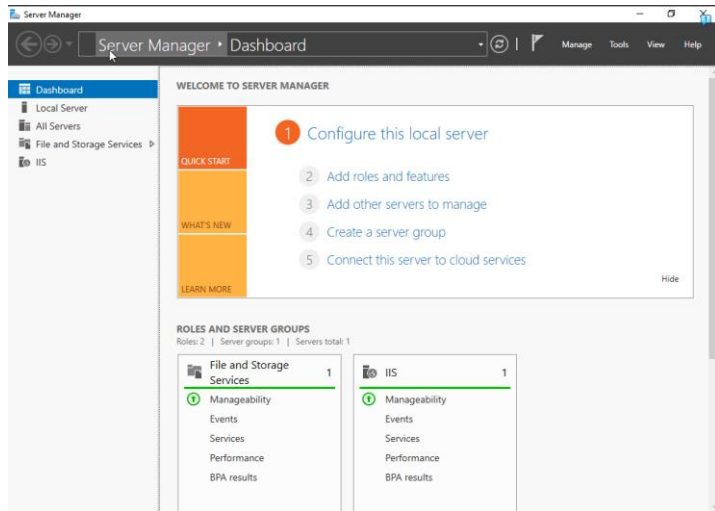 Server Manager
Server Manager • Dashboard
Manage Tools View Help
Dashboard
Local Server
All Servers
File and Storage Services
IIS
WELCOME TO SERVER MANAGER
QUICK START
WHAT'S NEW
LEARN MORE
1 Configure this local server
2 Add roles and features
3 Add other servers to manage
4 Create a server group
5 Connect this server to cloud services
Hide
ROLES AND SERVER GROUPS
Roles: 2 | Server groups: 1 | Servers total: 1
File and Storage
Services
1
Manageability
Events
Services
Performance
BPA results
IIS 1
Manageability
Events
Services
Performance
BPA results